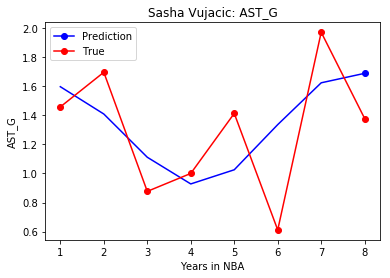 Sasha Vujacic: AST_G
Prediction
True
2.0
1.8
1.6
1.4
1.2
1.0
0.8
0.6
AST_G
1 2 3 4 5 6 7 8
Years in NBA